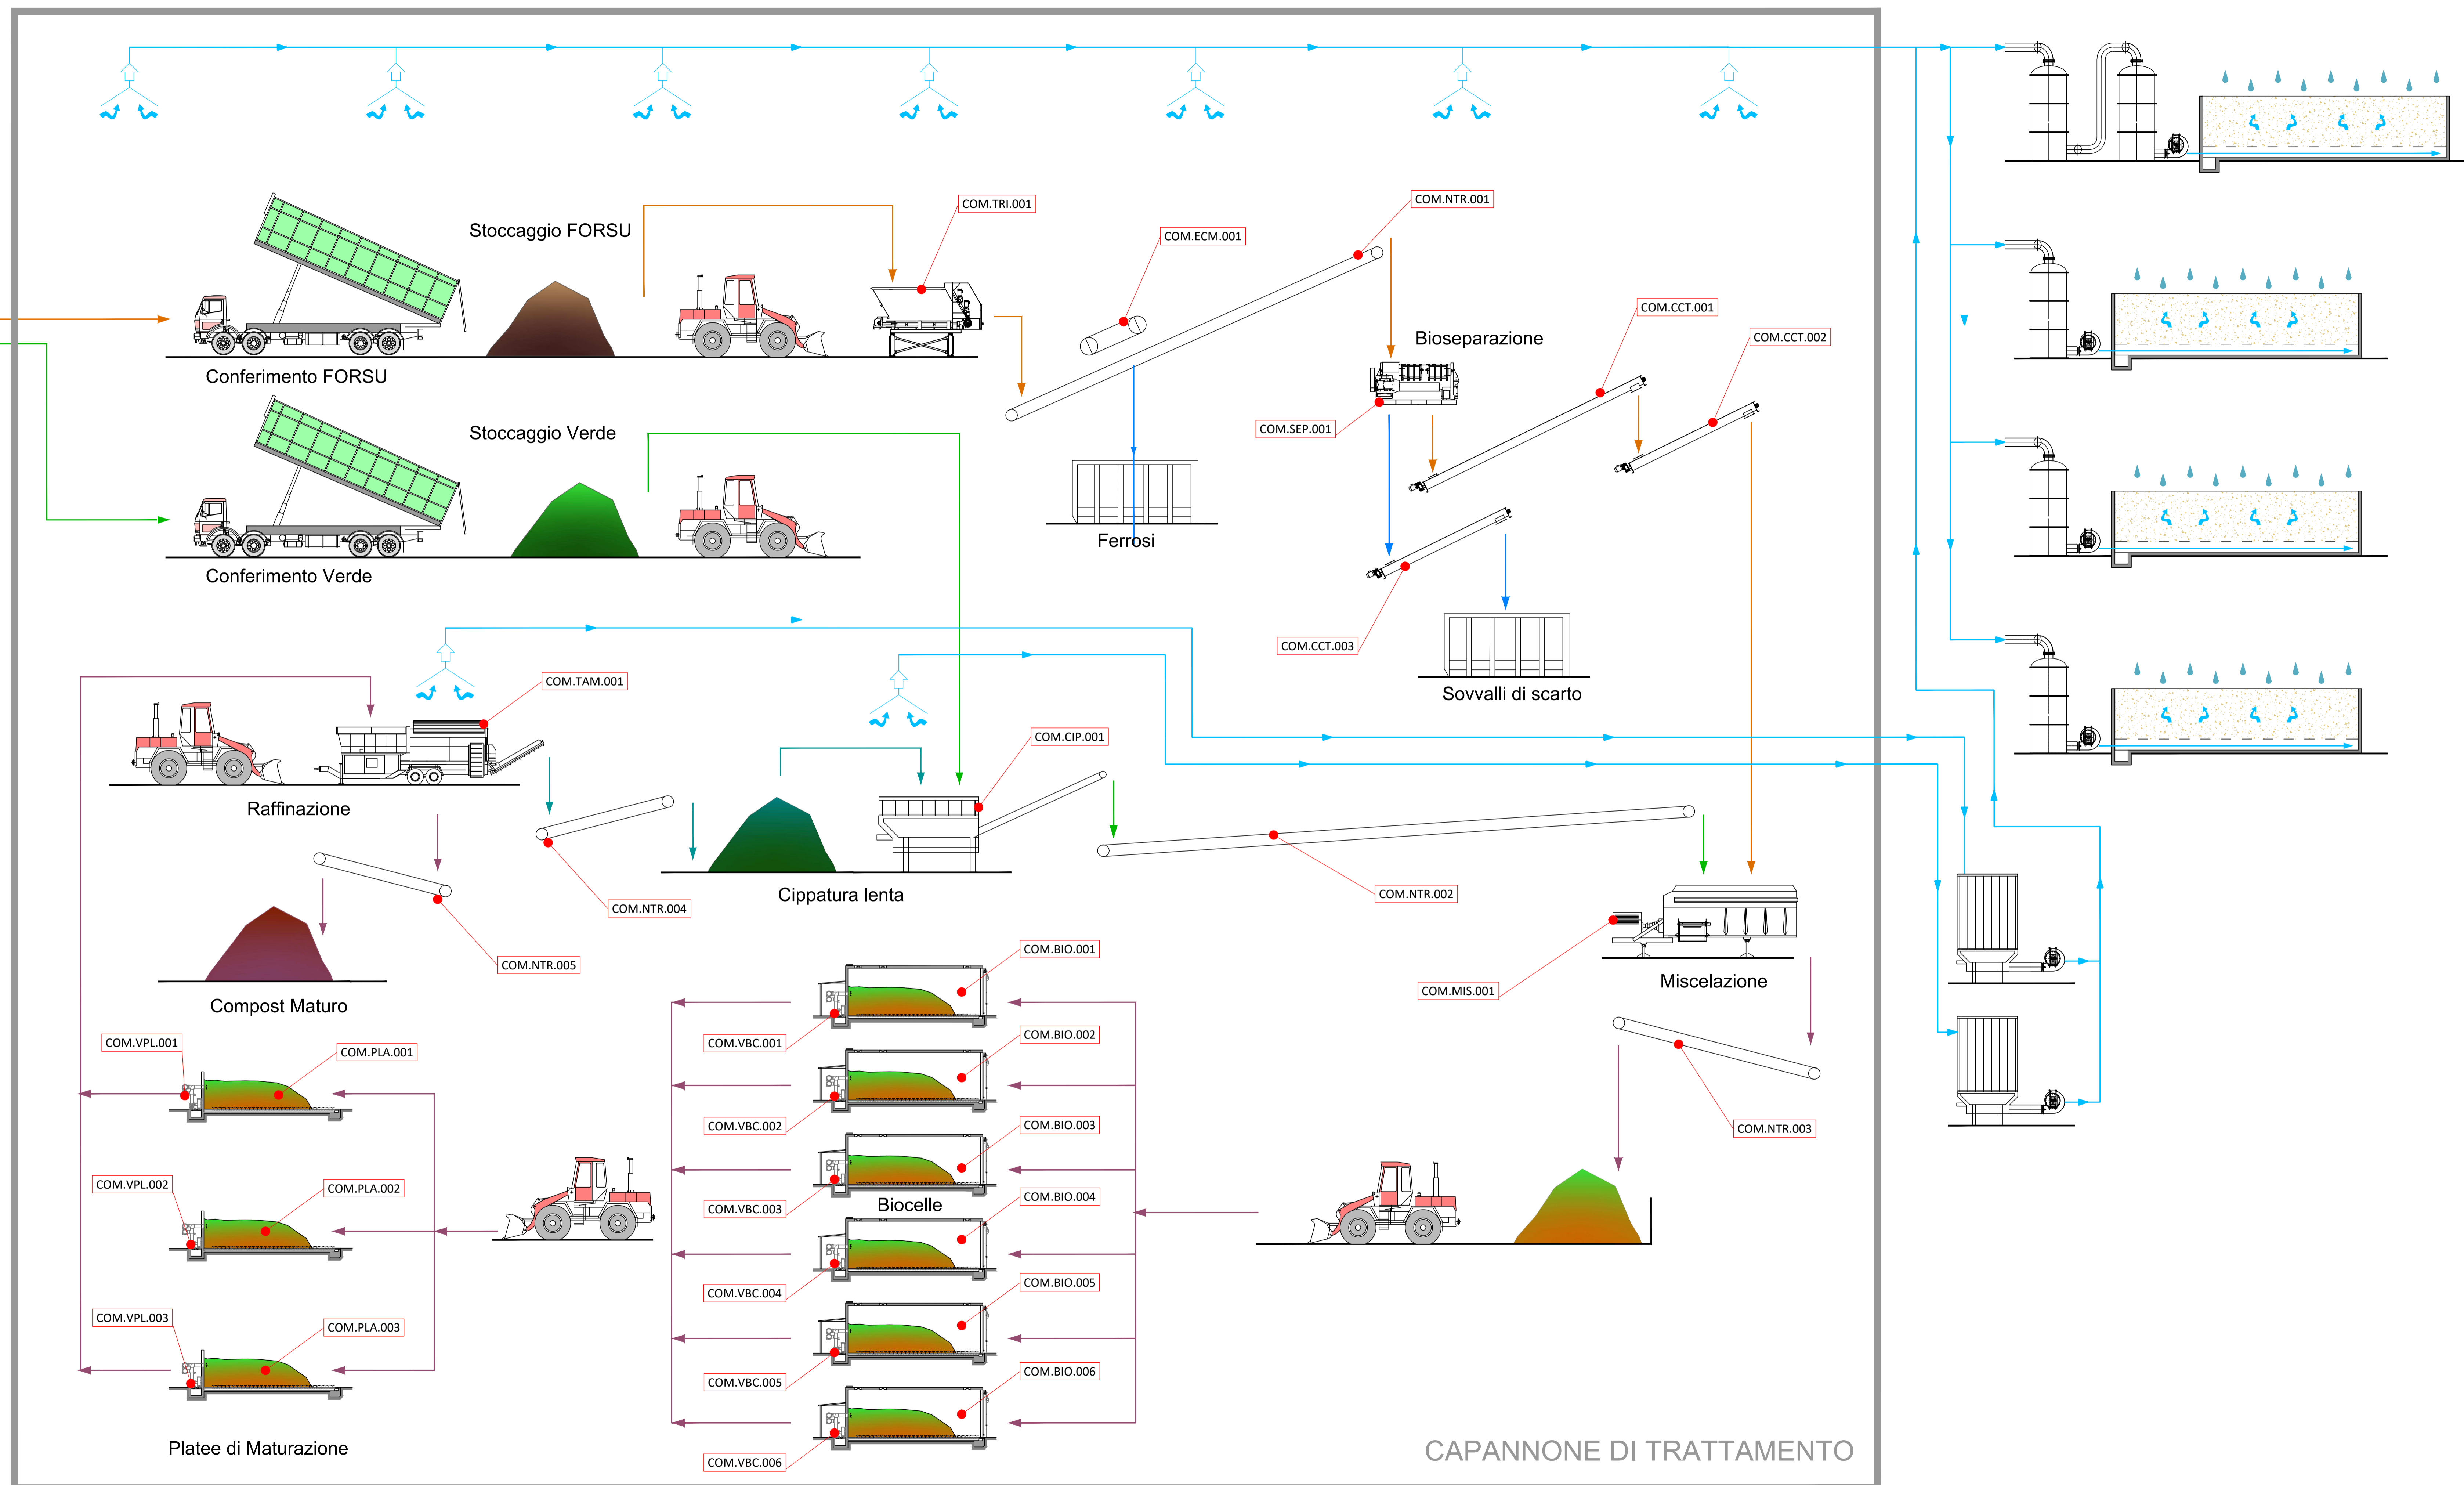 COM.TRI.001
COM.NTR.001
Stoccaggio FORSU
COM.ECM.001
COM.CCT.001
Bioseparazione
COM.CCT.002
Conferimento FORSU
Stoccaggio Verde
COM.SEP.001
Ferrosi
Conferimento Verde
COM.CCT.003
COM.TAM.001
Sovvalli di scarto
COM.CIP.001
Raffinazione
Cippatura lenta
COM.NTR.002
COM.NTR.004
COM.NTR.005
COM.BIO.001
Miscelazione
COM.MIS.001
Compost Maturo
COM.VPL.001
COM.PLA.001
COM.VBC.001
COM.BIO.002
COM.VBC.002
COM.BIO.003
COM.NTR.003
COM.VPL.002
COM.PLA.002
COM.VBC.003
Biocelle
COM.BIO.004
COM.VBC.004
COM.BIO.005
COM.VPL.003
COM.PLA.003
COM.VBC.005
COM.BIO.006
Platee di Maturazione
COM.VBC.006
CAPANNONE DI TRATTAMENTO